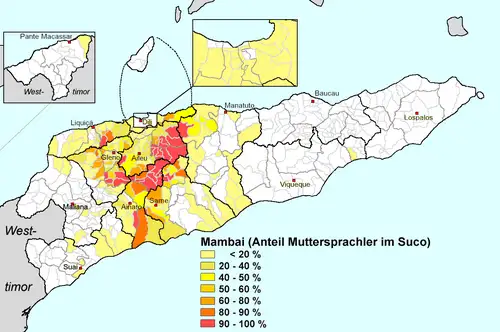 Pante Macassar
West-
timor
Dili
Manatuto
Baucau
Lospalos
Liquiçá
Gleno
Aileu
Viqueque
Maliana
Ainaro
Same
West-
Suai
timor
Mambai (Anteil Muttersprachler im Suco)
< 20 %
20 - 40 %
40 - 50 %
50 - 60 %
60 - 80 %
80 - 90 %
90 - 100 %